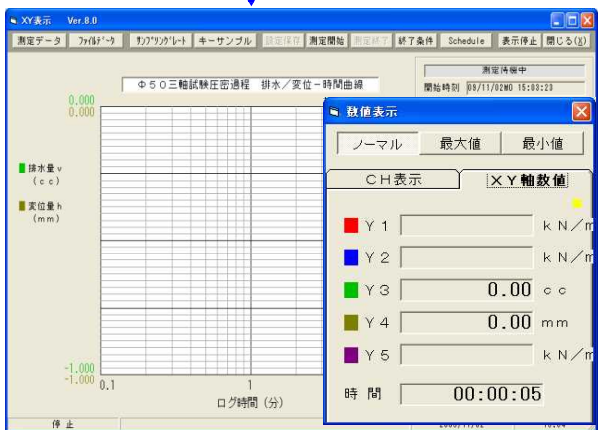 XY表示 Ver.8.0
測定データ ファイルデータ サンプリングレート キーサンプル 設定保存 測定開始 測定終了 終了条件 Schedule 表示停止 閉じる(X)
測定待機中
Φ50三軸試験圧密過程 排水/変位-時間曲線
開始時刻 09/11/02MO 15:03:23
0.000
0.000
排水量v
(cc)
変位量h
(mm)
-1.000
-1.000
0.1
1
ログ時間(分)
停止
数値表示
ノーマル 最大値 最小値
CH表示 XY軸数値
Y1 kN/m
Y2 kN/m
Y3 0.00 cc
Y4 0.00 mm
Y5 kN/m
時間 00:00:05